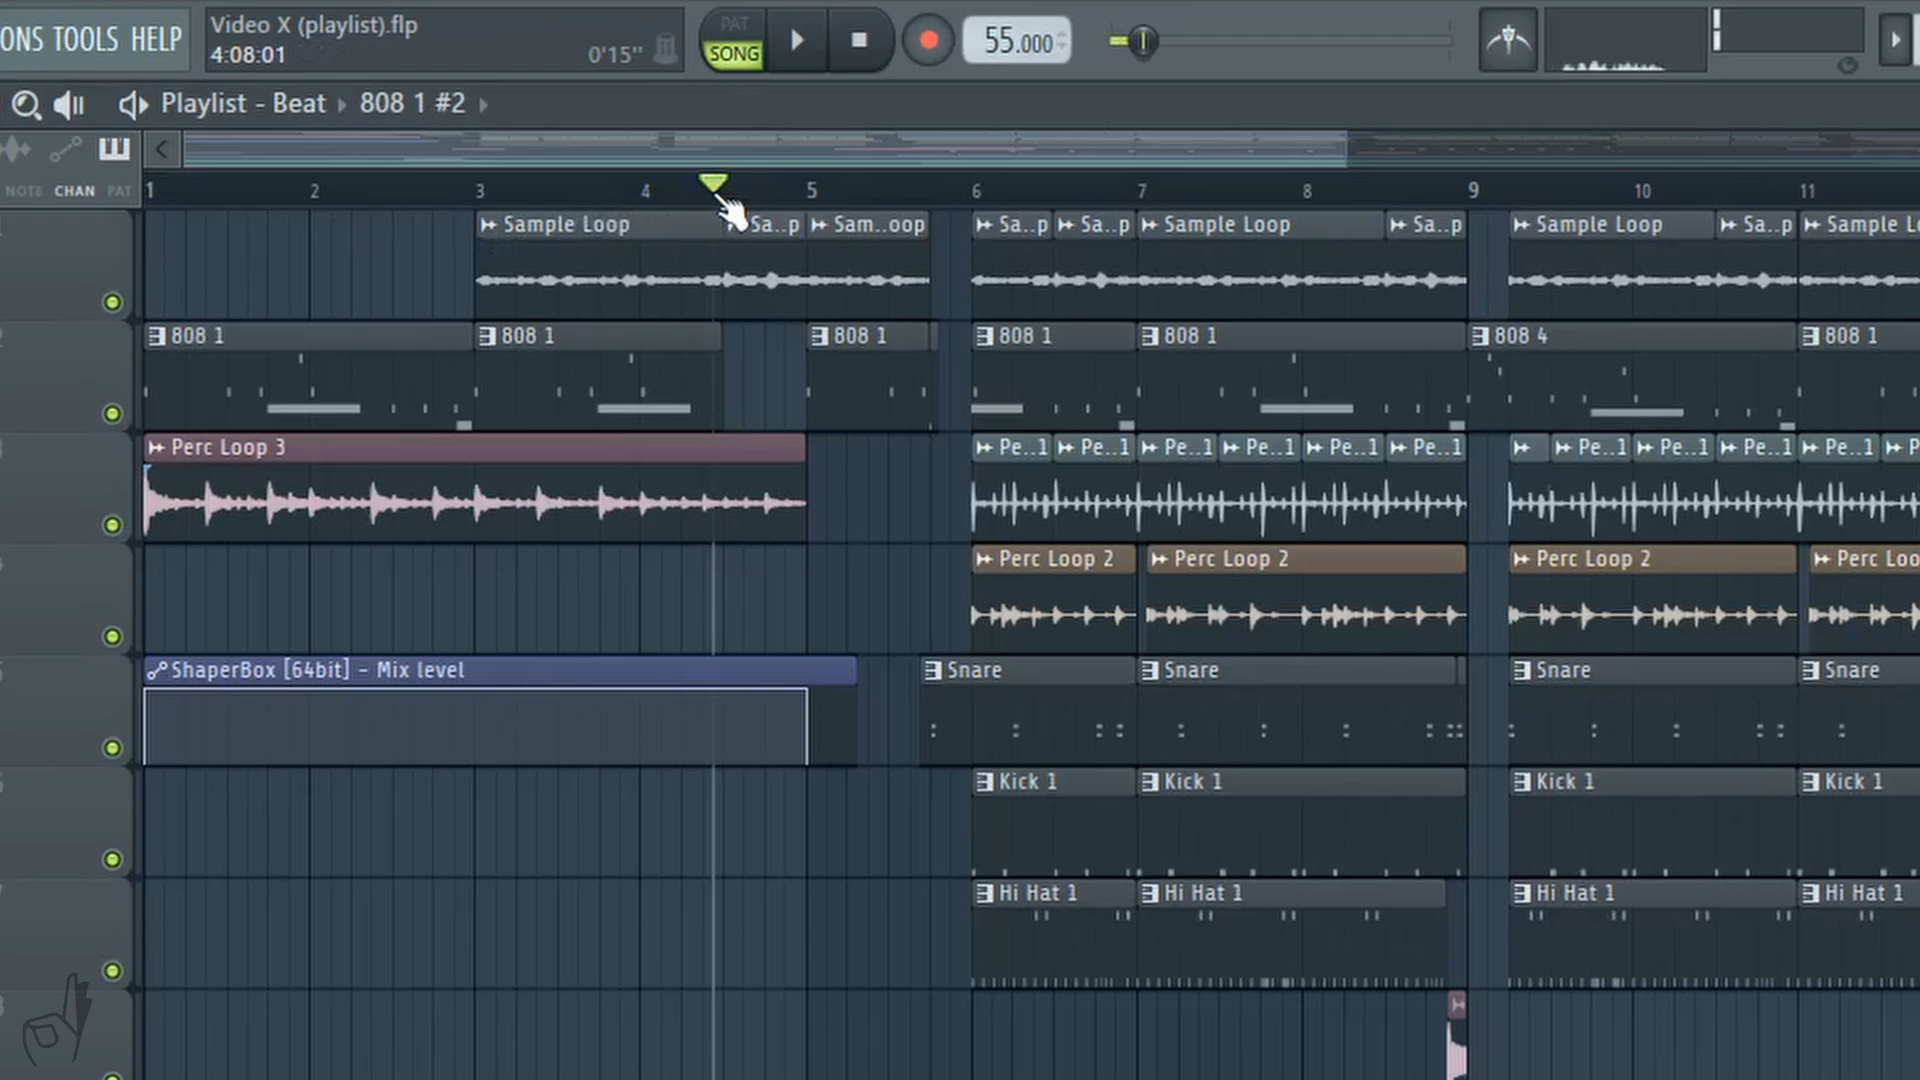 ONS TOOLS HELP
Video X (playlist).flp
4:08:01
0'15"
PAT
SONG
55.000
Playlist - Beat ▸ 808 1 #2 ▸
NOTE CHAN PAT
1 2 3 4 5 6 7 8 9 10 11
Sample Loop Sa..p Sam..oop Sa..p Sa..p Sample Loop Sa..p Sample Loop Sa..p Sample Lo
808 1 808 1 808 1 808 1 808 1 808 4 808 1
Perc Loop 3 Pe..1 Pe..1 Pe..1 Pe..1 Pe..1 Pe..1 Pe..1 Pe..1 Pe..1 Pe..1 P
Perc Loop 2 Perc Loop 2 Perc Loop 2 Perc Loo
ShaperBox [64bit] - Mix level Snare Snare Snare Snare
Kick 1 Kick 1 Kick 1 Kick 1
Hi Hat 1 Hi Hat 1 Hi Hat 1 Hi Hat 1